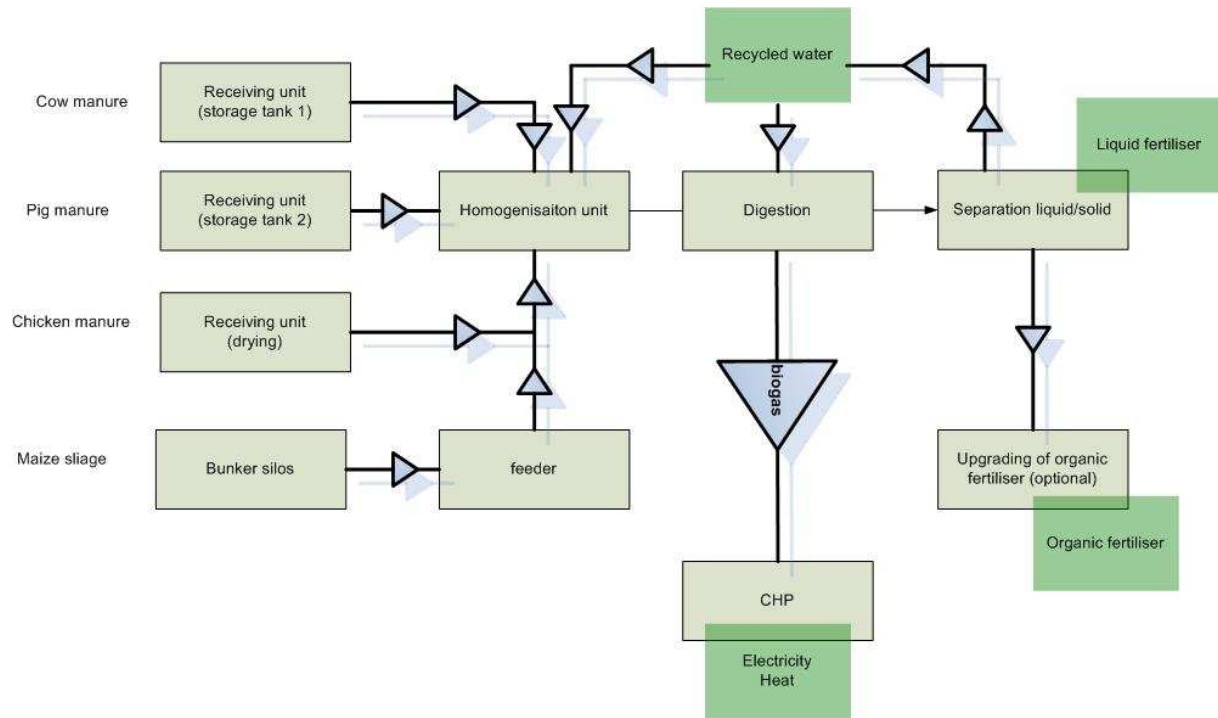 Recycled water
Cow manure
Receiving unit
(storage tank 1)
Liquid fertiliser
Pig manure
Receiving unit
(storage tank 2)
Homogenisaiton unit
Digestion
Separation liquid/solid
Chicken manure
Receiving unit
(drying)
biogas
Maize sliage
Bunker silos
feeder
Upgrading of organic
fertiliser (optional)
Organic fertiliser
CHP
Electricity
Heat